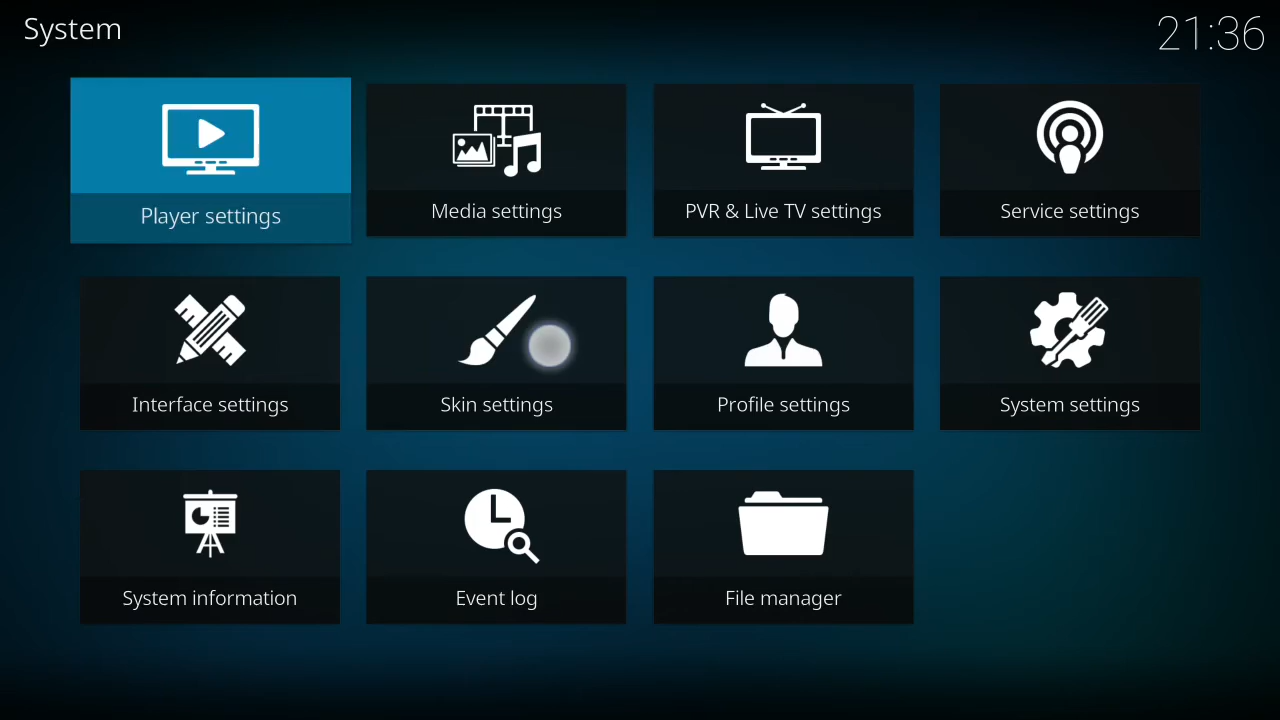 System
21:36
Player settings
Media settings
PVR & Live TV settings
Service settings
Interface settings
Skin settings
Profile settings
System settings
System information
Event log
File manager